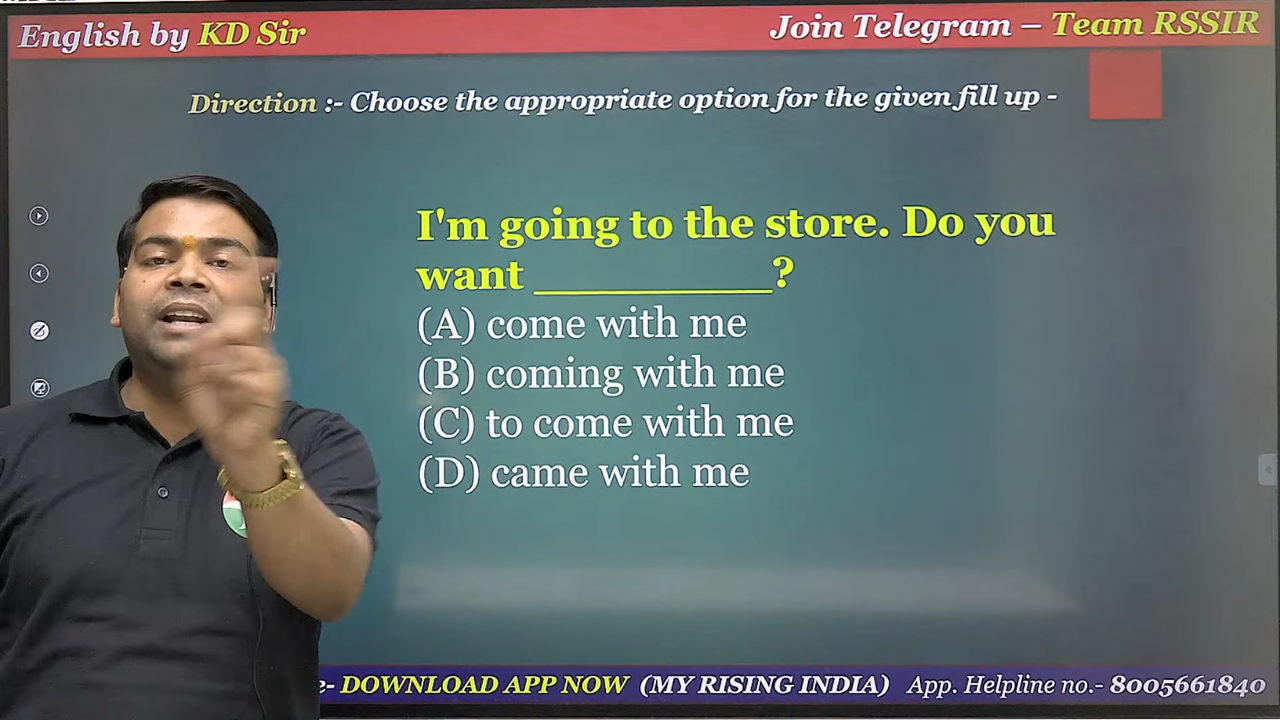 English by KD Sir
Join Telegram – Team RSSIR
Direction :- Choose the appropriate option for the given fill up -
I'm going to the store. Do you
want __________?
(A) come with me
(B) coming with me
(C) to come with me
(D) came with me
e- DOWNLOAD APP NOW (MY RISING INDIA) App. Helpline no.- 8005661840